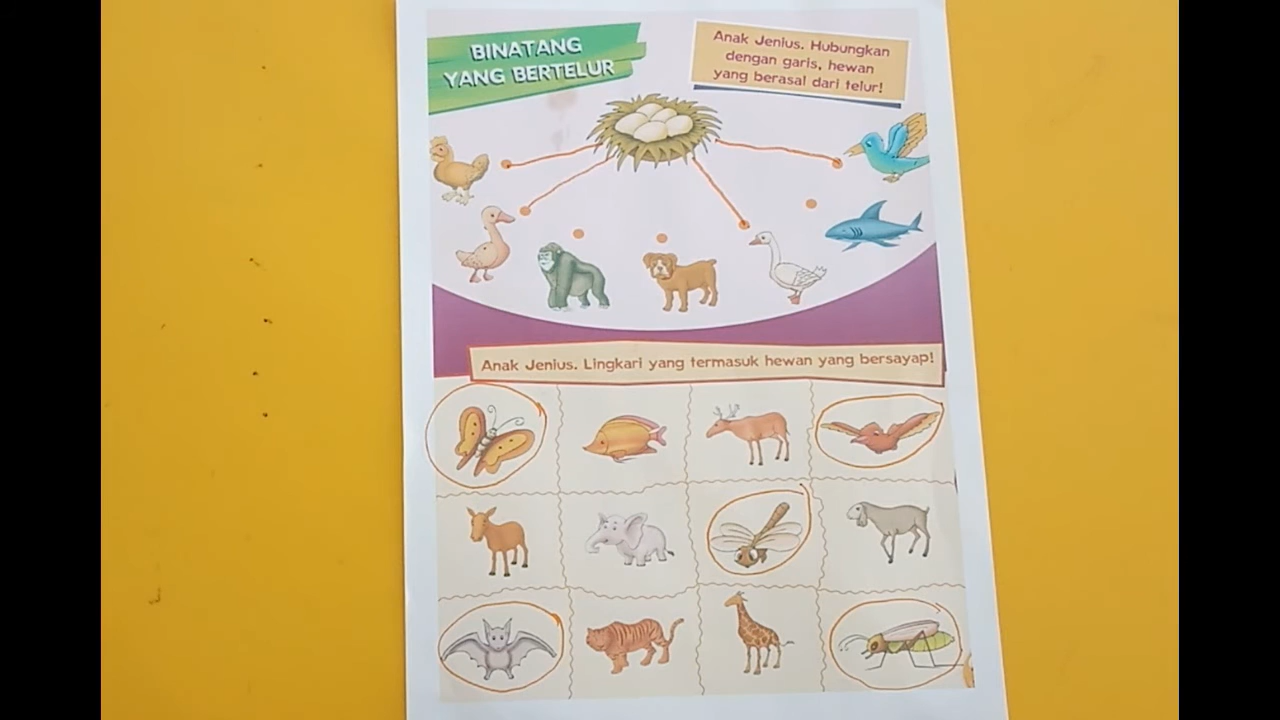 BINATANG
YANG BERTELUR
Anak Jenius. Hubungkan
dengan garis, hewan
yang berasal dari telur!
Anak Jenius. Lingkari yang termasuk hewan yang bersayap!